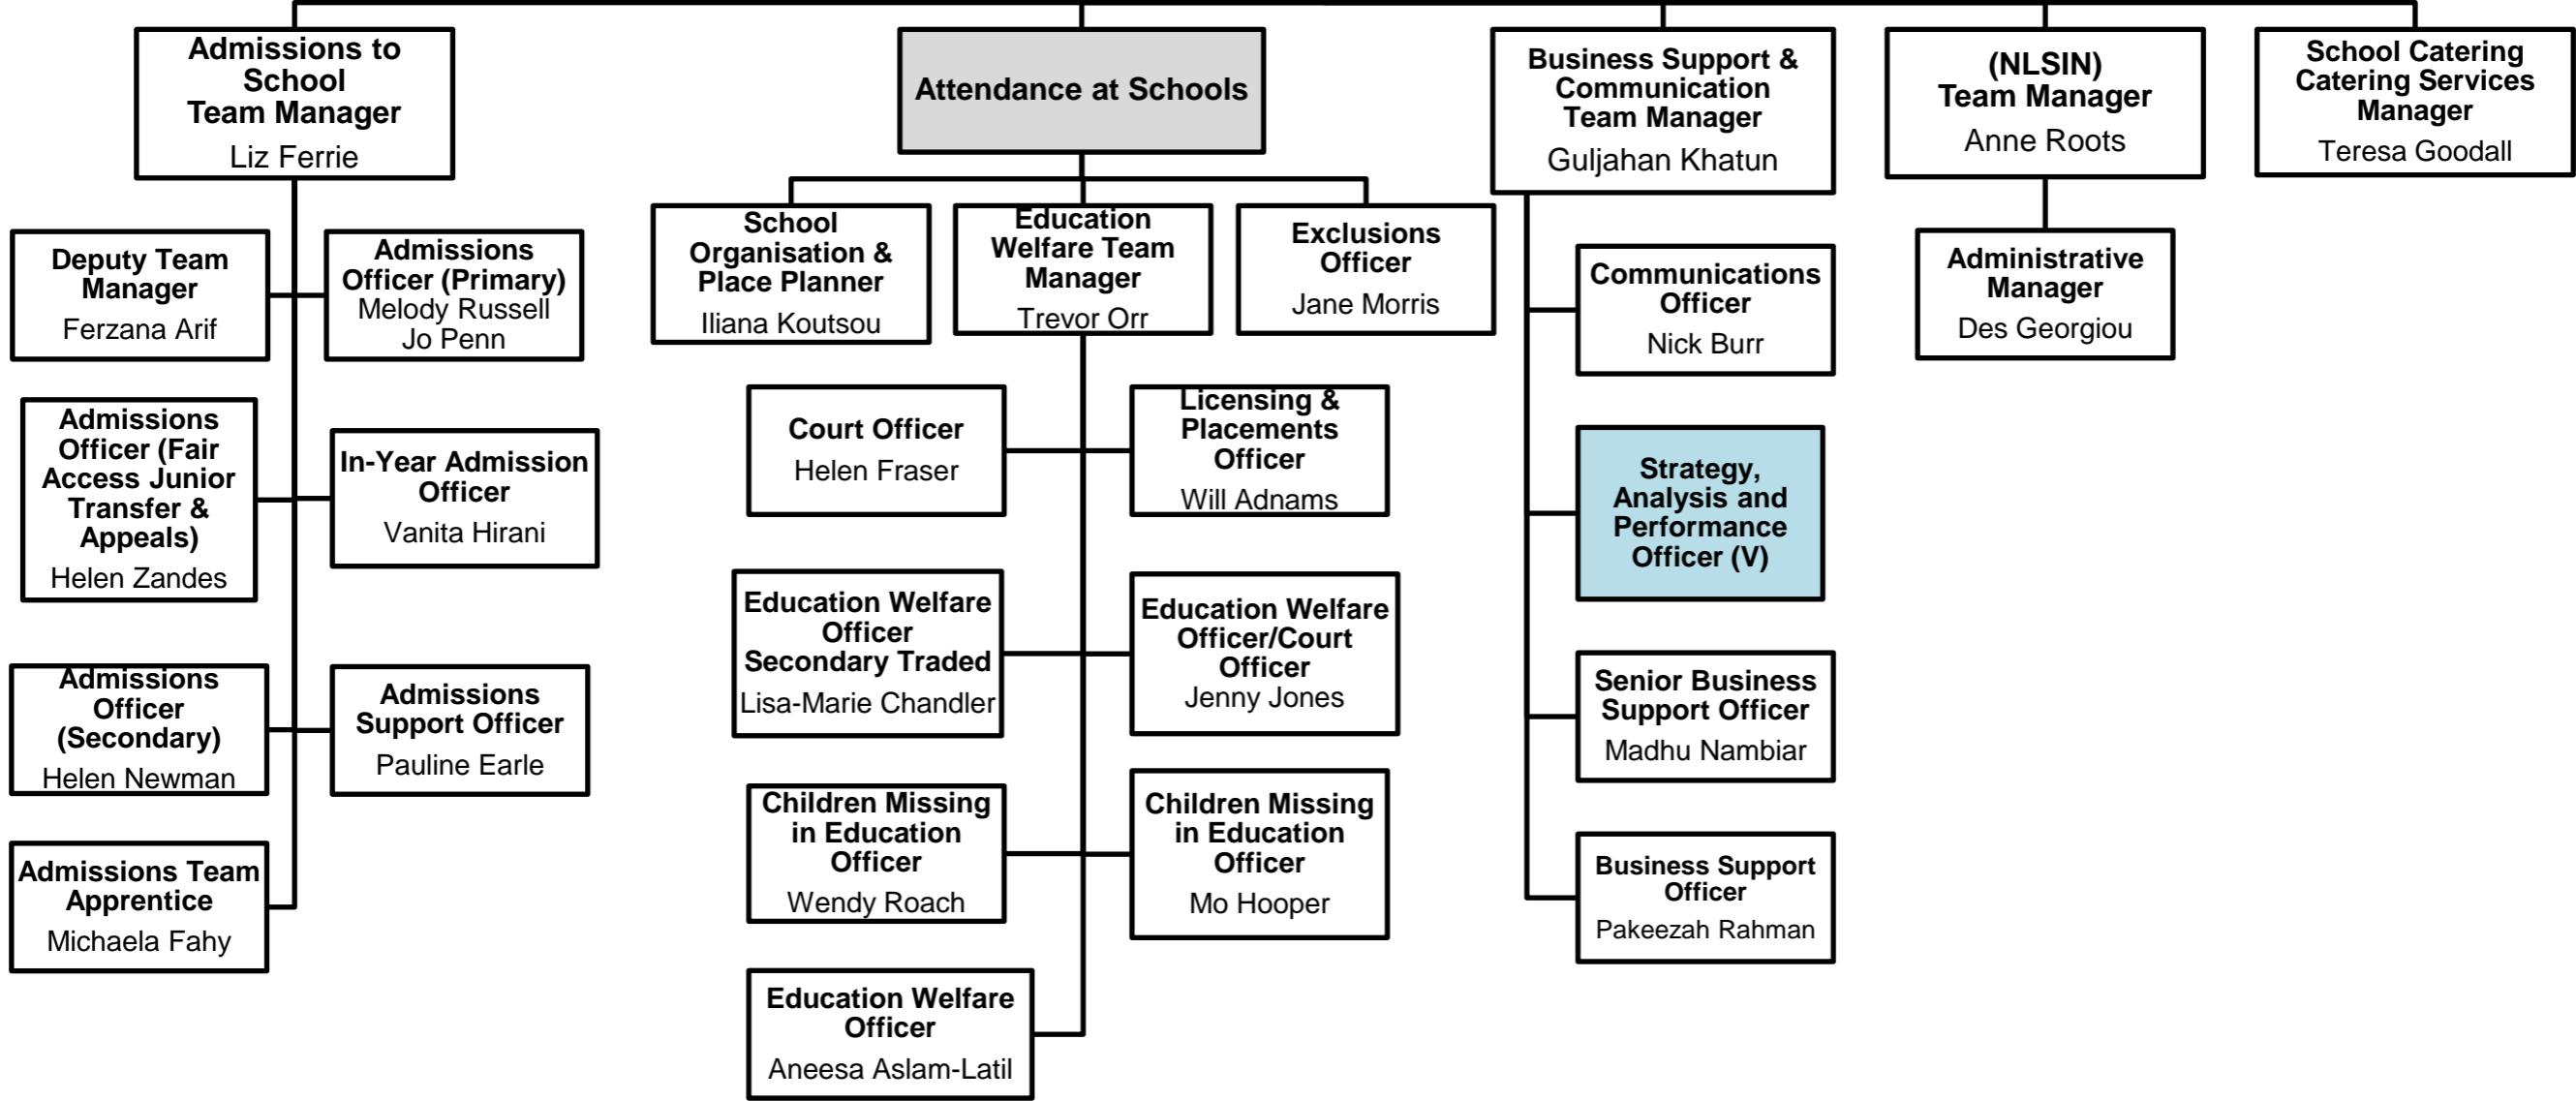 Admissions to
School
Team Manager
Liz Ferrie
Attendance at Schools
Business Support &
Communication
Team Manager
Guljahan Khatun
(NLSIN)
Team Manager
Anne Roots
School Catering
Catering Services
Manager
Teresa Goodall
Deputy Team
Manager
Ferzana Arif
Admissions
Officer (Primary)
Melody Russell
Jo Penn
Admissions
Officer (Fair
Access Junior
Transfer &
Appeals)
Helen Zandes
In-Year Admission
Officer
Vanita Hirani
Admissions
Officer
(Secondary)
Helen Newman
Admissions
Support Officer
Pauline Earle
Admissions Team
Apprentice
Michaela Fahy
School
Organisation &
Place Planner
Iliana Koutsou
Education
Welfare Team
Manager
Trevor Orr
Exclusions
Officer
Jane Morris
Court Officer
Helen Fraser
Licensing &
Placements
Officer
Will Adnams
Education Welfare
Officer
Secondary Traded
Lisa-Marie Chandler
Education Welfare
Officer/Court
Officer
Jenny Jones
Children Missing
in Education
Officer
Wendy Roach
Children Missing
in Education
Officer
Mo Hooper
Education Welfare
Officer
Aneesa Aslam-Latil
Communications
Officer
Nick Burr
Strategy,
Analysis and
Performance
Officer (V)
Senior Business
Support Officer
Madhu Nambiar
Business Support
Officer
Pakeezah Rahman
Administrative
Manager
Des Georgiou